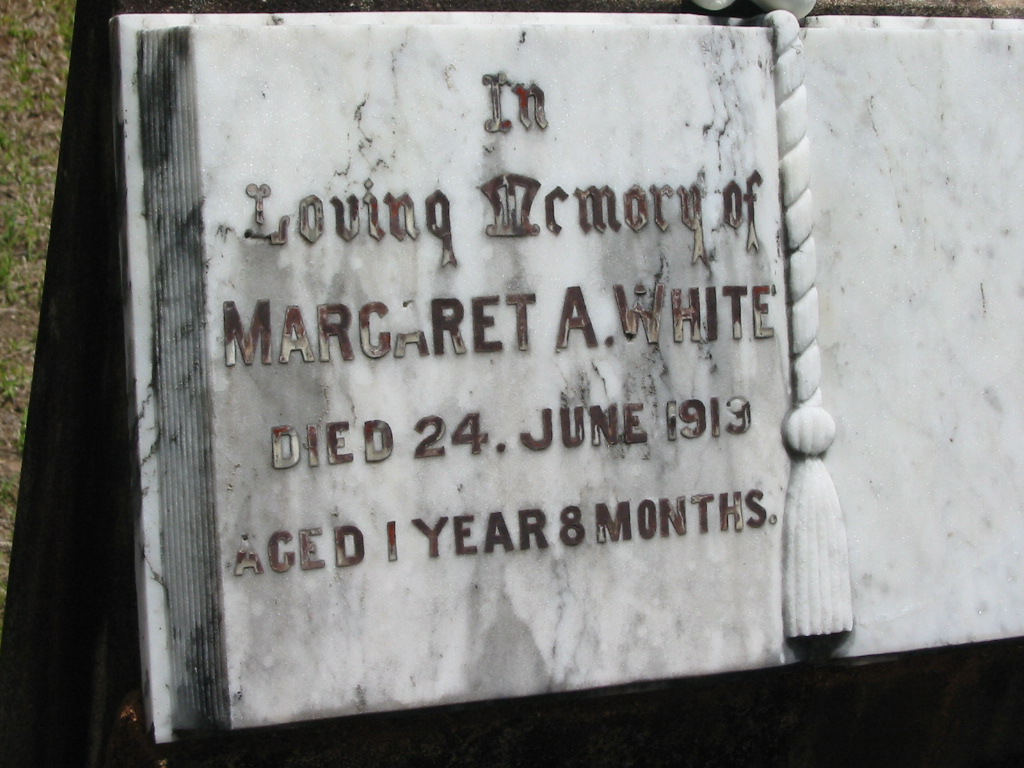 In
Loving Memory of
MARGARET A. WHITE
DIED 24. JUNE 1913
AGED 1 YEAR 8 MONTHS.